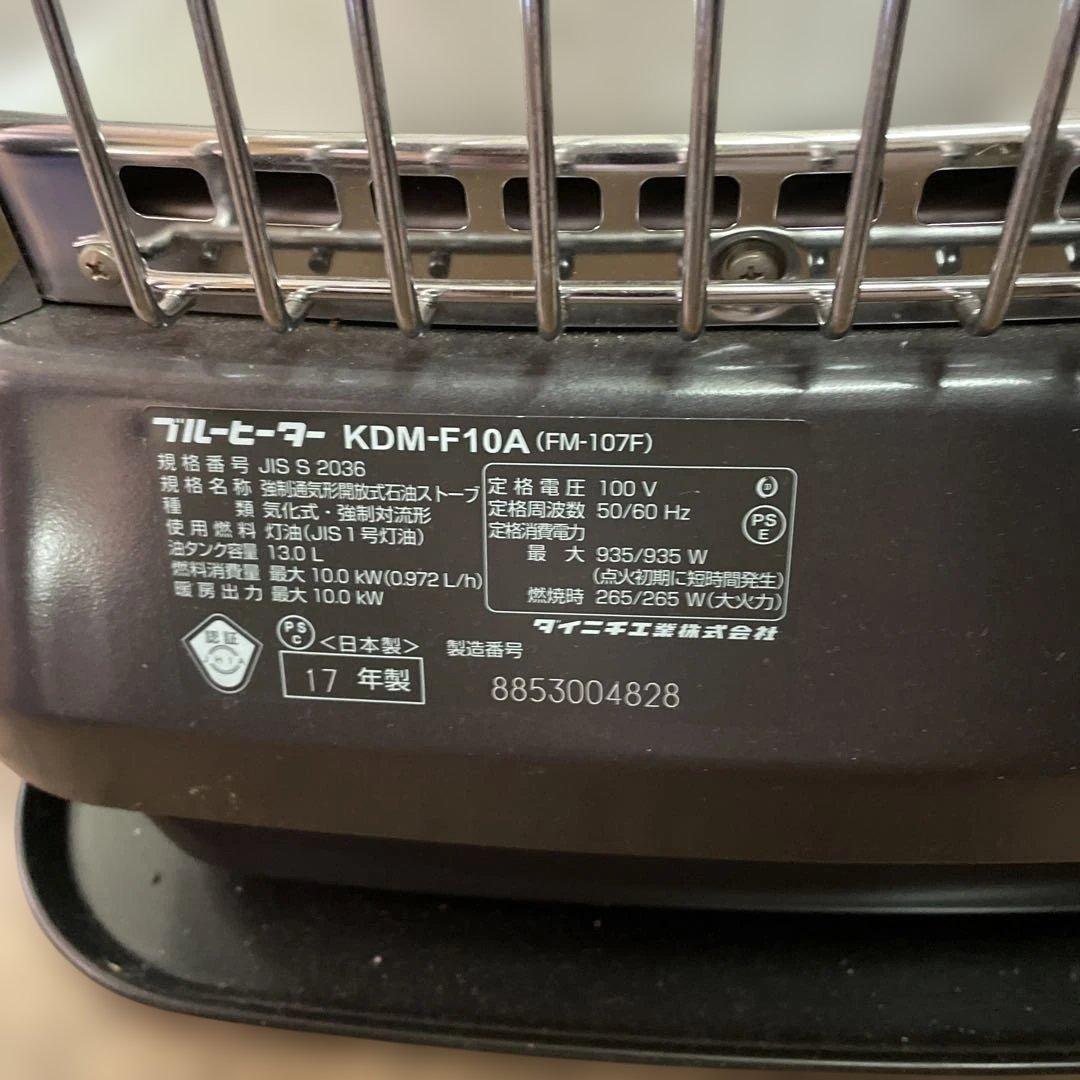 ブルーヒーター KDM-F10A (FM-107F)
規格番号 JIS S 2036
規格名称 強制通気形開放式石油ストーブ
種類 気化式・強制対流形
使用燃料 灯油(JIS1号灯油)
油タンク容量 13.0 L
燃料消費量 最大 10.0 kW(0.972 L/h)
暖房出力 最大 10.0 kW
定格電圧 100 V
定格周波数 50/60 Hz
定格消費電力
最大 935/935 W
(点火初期に短時間発生)
燃焼時 265/265 W(大火力)
PS
E
ダイニチ工業株式会社
認証
JHIA
PS
C
<日本製>
17 年製
製造番号
8853004828